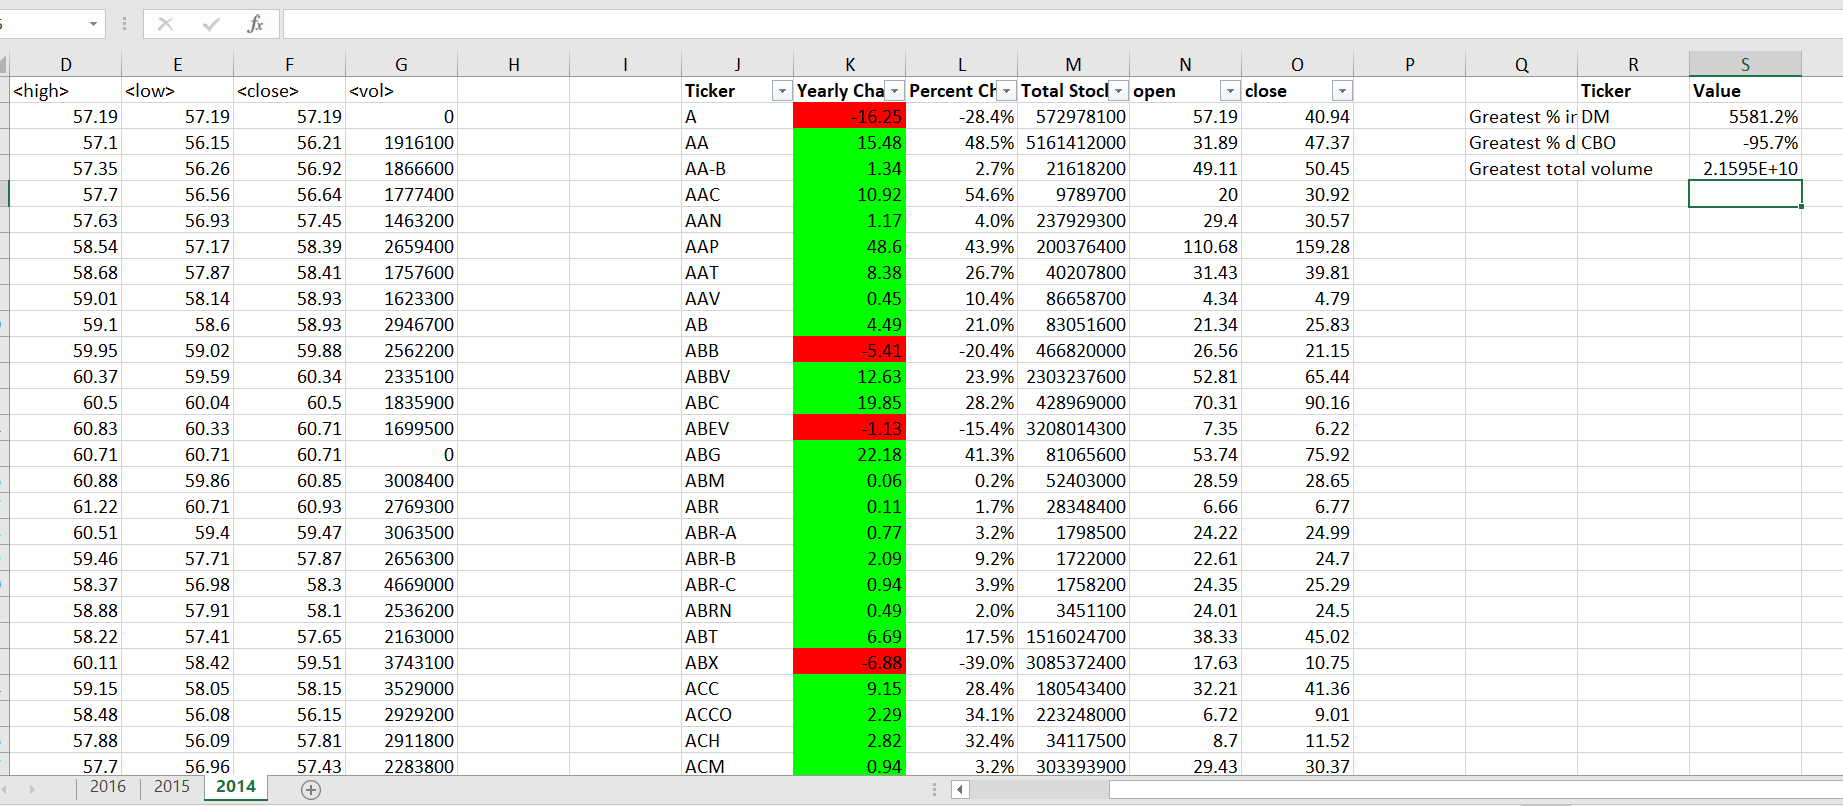 fx
D E F G H I J K L M N O P Q R S
<high> <low> <close> <vol> Ticker Yearly Cha Percent Ch Total Stocl open close Ticker Value
57.19 57.19 57.19 0 A -16.25 -28.4% 572978100 57.19 40.94 Greatest % ir DM 5581.2%
57.1 56.15 56.21 1916100 AA 15.48 48.5% 5161412000 31.89 47.37 Greatest % d CBO -95.7%
57.35 56.26 56.92 1866600 AA-B 1.34 2.7% 21618200 49.11 50.45 Greatest total volume 2.1595E+10
57.7 56.56 56.64 1777400 AAC 10.92 54.6% 9789700 20 30.92
57.63 56.93 57.45 1463200 AAN 1.17 4.0% 237929300 29.4 30.57
58.54 57.17 58.39 2659400 AAP 48.6 43.9% 200376400 110.68 159.28
58.68 57.87 58.41 1757600 AAT 8.38 26.7% 40207800 31.43 39.81
59.01 58.14 58.93 1623300 AAV 0.45 10.4% 86658700 4.34 4.79
59.1 58.6 58.93 2946700 AB 4.49 21.0% 83051600 21.34 25.83
59.95 59.02 59.88 2562200 ABB -5.41 -20.4% 466820000 26.56 21.15
60.37 59.59 60.34 2335100 ABBV 12.63 23.9% 2303237600 52.81 65.44
60.5 60.04 60.5 1835900 ABC 19.85 28.2% 428969000 70.31 90.16
60.83 60.33 60.71 1699500 ABEV -1.13 -15.4% 3208014300 7.35 6.22
60.71 60.71 60.71 0 ABG 22.18 41.3% 81065600 53.74 75.92
60.88 59.86 60.85 3008400 ABM 0.06 0.2% 52403000 28.59 28.65
61.22 60.71 60.93 2769300 ABR 0.11 1.7% 28348400 6.66 6.77
60.51 59.4 59.47 3063500 ABR-A 0.77 3.2% 1798500 24.22 24.99
59.46 57.71 57.87 2656300 ABR-B 2.09 9.2% 1722000 22.61 24.7
58.37 56.98 58.3 4669000 ABR-C 0.94 3.9% 1758200 24.35 25.29
58.88 57.91 58.1 2536200 ABRN 0.49 2.0% 3451100 24.01 24.5
58.22 57.41 57.65 2163000 ABT 6.69 17.5% 1516024700 38.33 45.02
60.11 58.42 59.51 3743100 ABX -6.88 -39.0% 3085372400 17.63 10.75
59.15 58.05 58.15 3529000 ACC 9.15 28.4% 180543400 32.21 41.36
58.48 56.08 56.15 2929200 ACCO 2.29 34.1% 223248000 6.72 9.01
57.88 56.09 57.81 2911800 ACH 2.82 32.4% 34117500 8.7 11.52
57.7 56.96 57.43 2283800 ACM 0.94 3.2% 303393900 29.43 30.37
2016 2015 2014